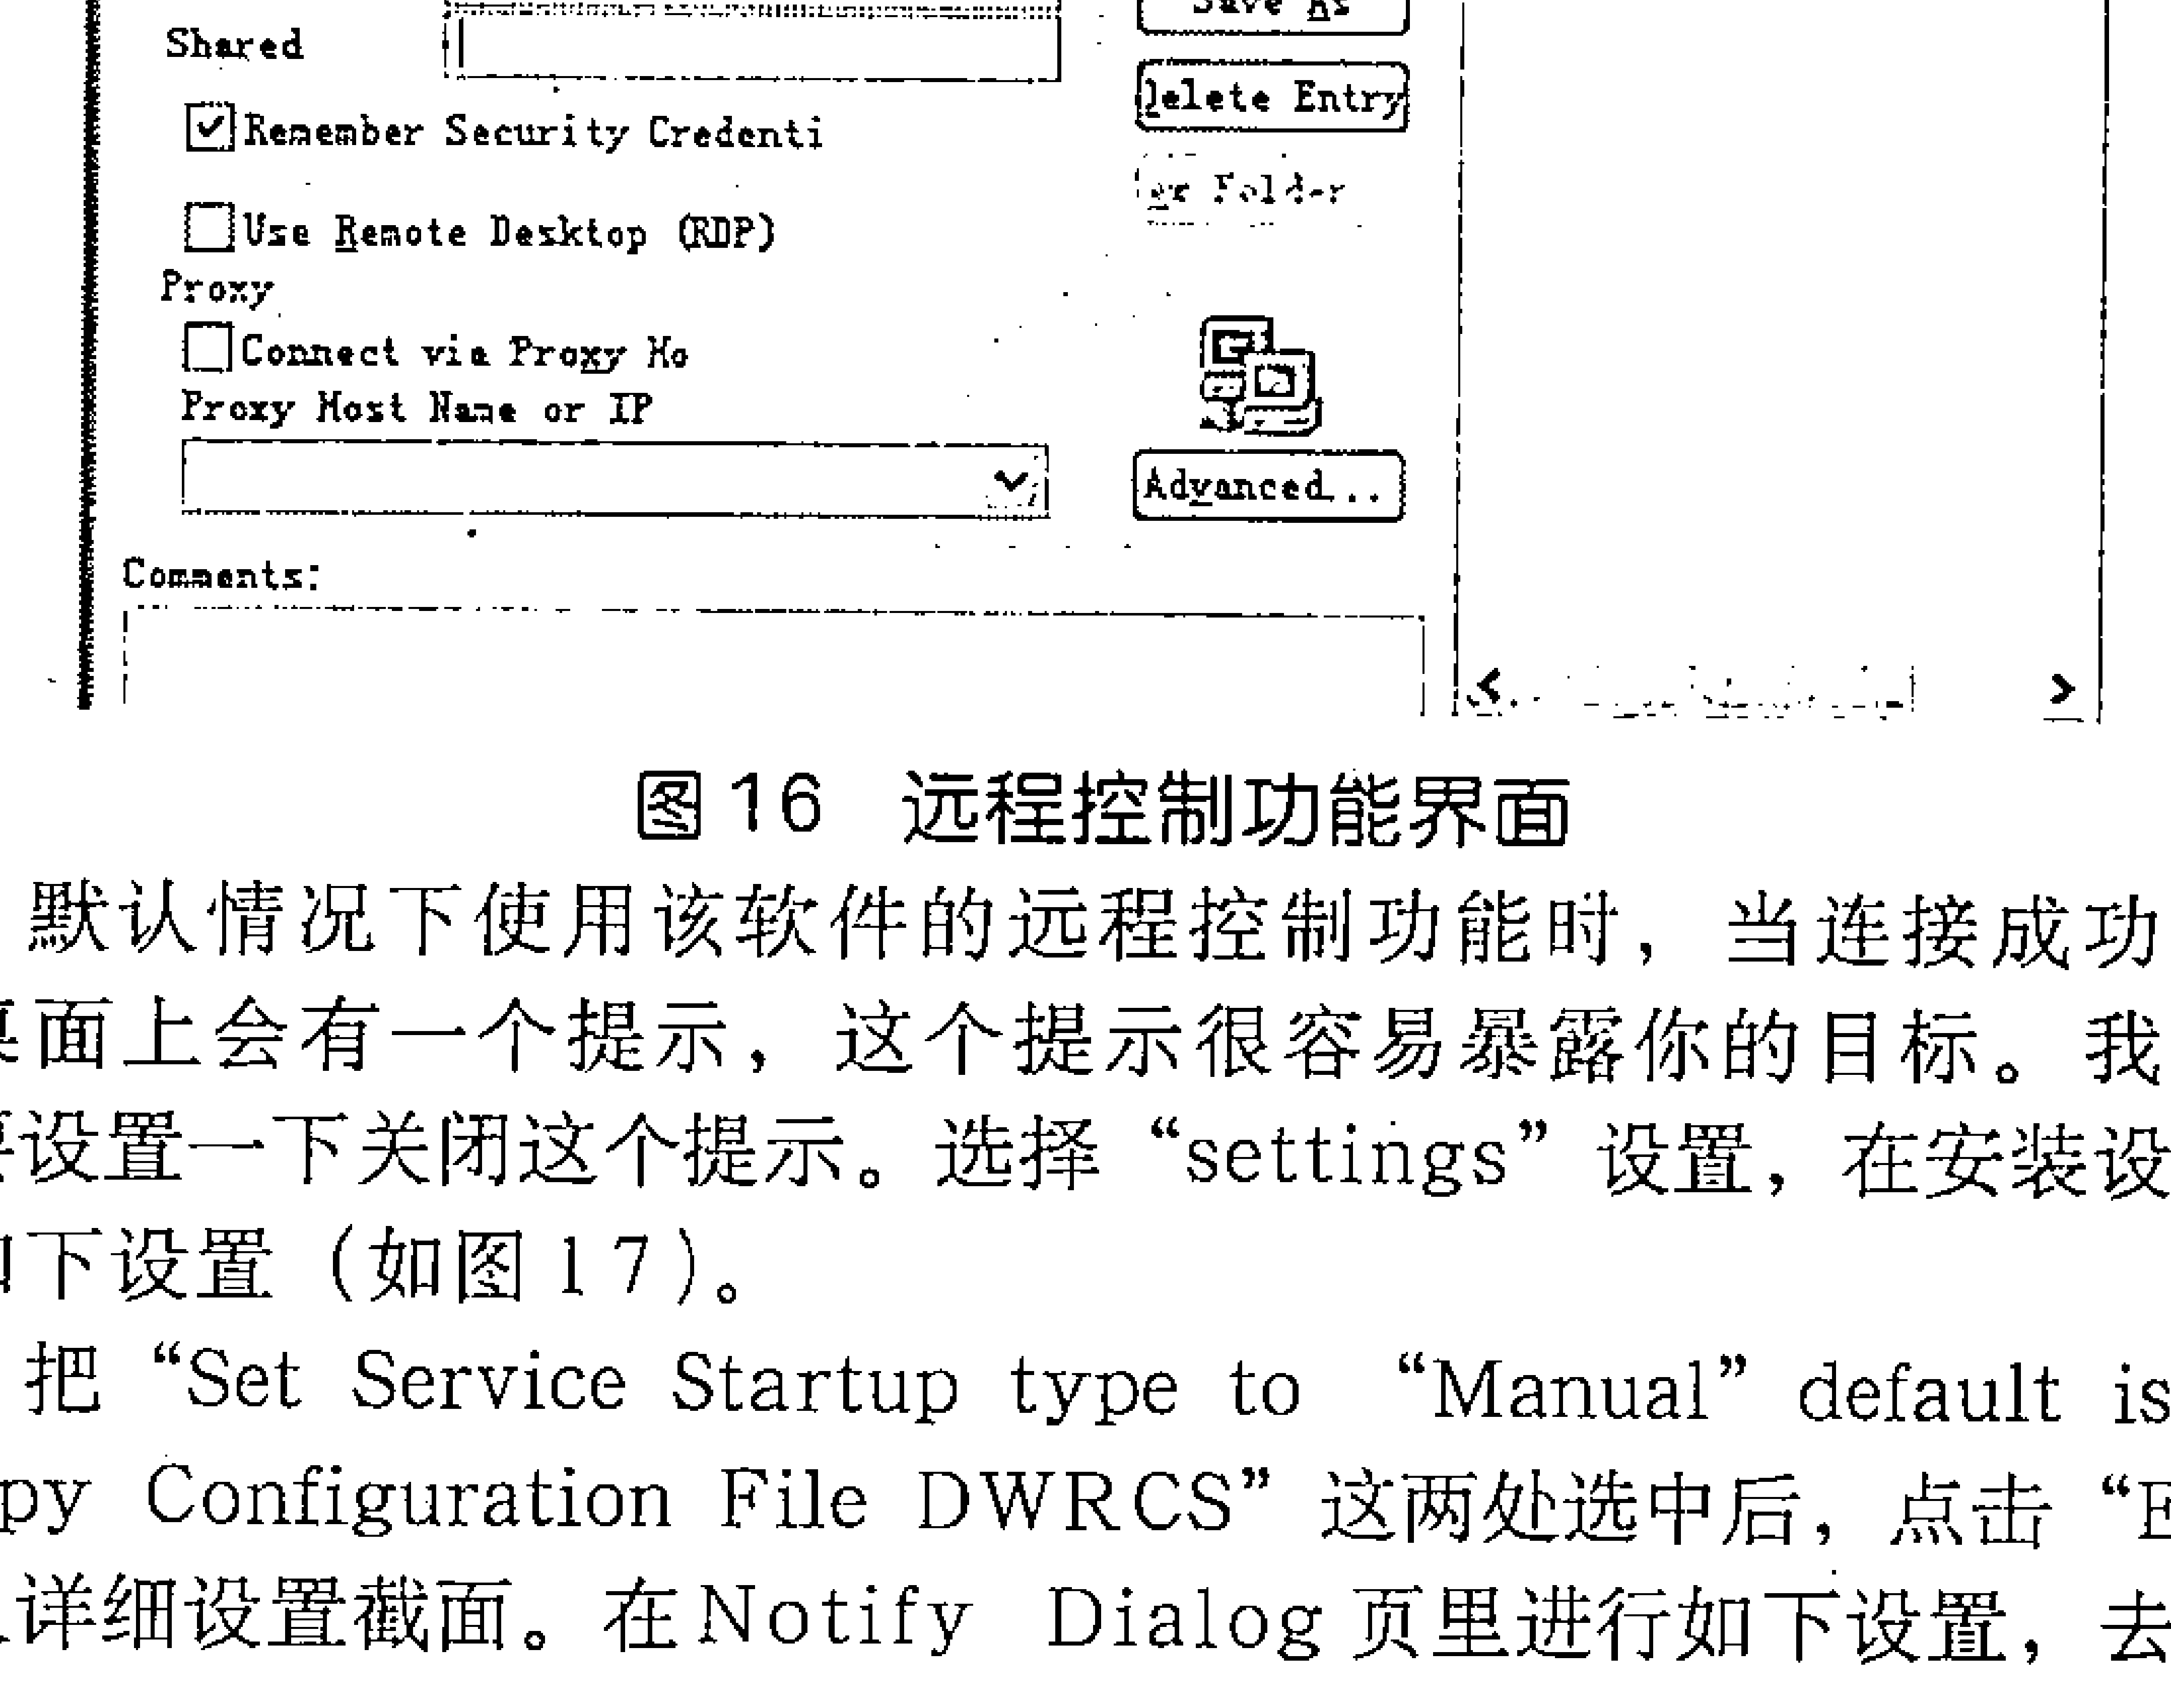 Save As
Shared
Delete Entry
Remember Security Credenti
Folder
Use Remote Desktop (RDP)
Proxy
Connect via Proxy Ho
Proxy Host Name or IP
Advanced...
Comments:
图16 远程控制功能界面
默认情况下使用该软件的远程控制功能时，当连接成功
桌面上会有一个提示，这个提示很容易暴露你的目标。我
要设置一下关闭这个提示。选择“settings”设置，在安装设
如下设置（如图17）。
把“Set Service Startup type to “Manual” default is
py Configuration File DWRCS”这两处选中后，点击“E
详细设置截面。在Notify Dialog页里进行如下设置，去